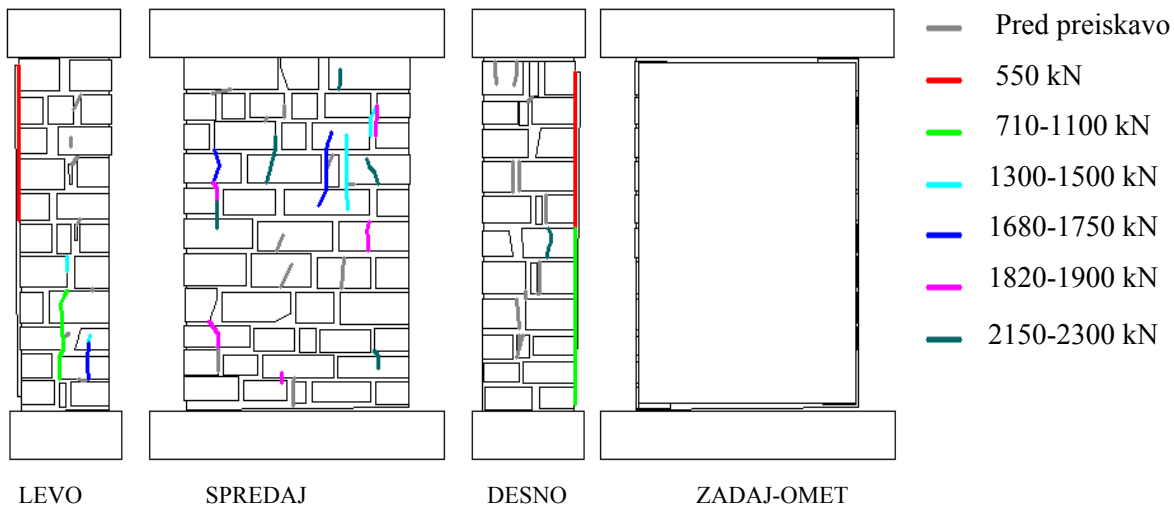 Pred preiskavo
550 kN
710-1100 kN
1300-1500 kN
1680-1750 kN
1820-1900 kN
2150-2300 kN
LEVO
SPREDAJ
DESNO
ZADAJ-OMET